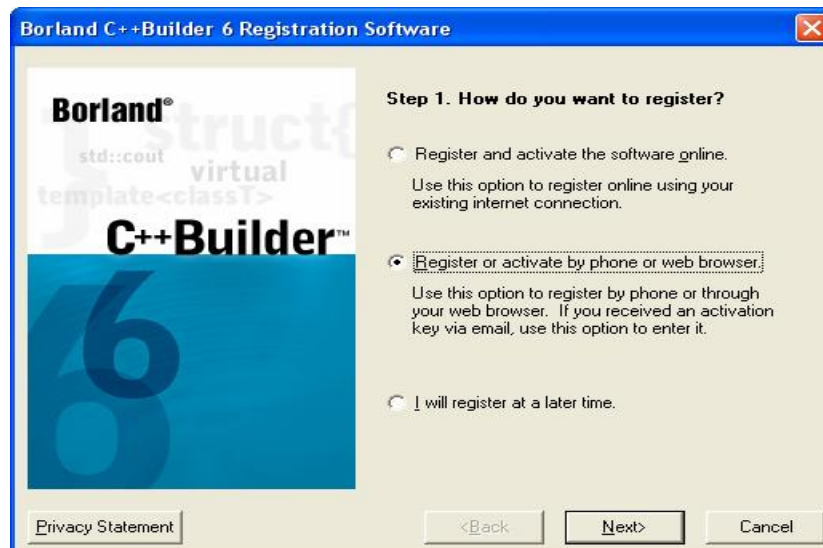 Borland C++Builder 6 Registration Software
Borland®
} struct{
std::cout
virtual
template<classT>
C++Builder™
6
6
Step 1. How do you want to register?
Register and activate the software online.
Use this option to register online using your
existing internet connection.
Register or activate by phone or web browser.
Use this option to register by phone or through
your web browser. If you received an activation
key via email, use this option to enter it.
I will register at a later time.
Privacy Statement
<Back
Next>
Cancel